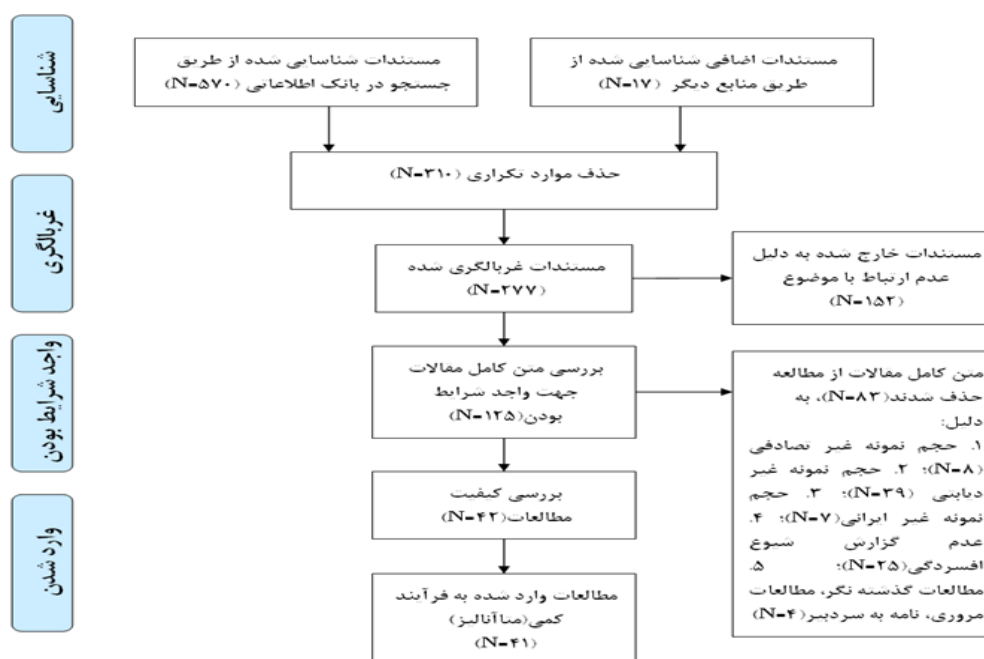 شناسایی
مستندات شناسایی شده از طریق
جستجو در بانک اطلاعاتی (N=۵۷۰)
مستندات اضافی شناسایی شده از
طریق منابع دیگر (N=۱۷)
حذف موارد تکراری (N=۳۱۰)
غربالگری
مستندات غربالگری شده
(N=۲۷۷)
مستندات خارج شده به دلیل
عدم ارتباط با موضوع
(N=۱۵۲)
واجد شرایط بودن
بررسی متن کامل مقالات
جهت واجد شرایط
بودن(N=۱۲۵)
متن کامل مقالات از مطالعه
حذف شدند(N=۸۳)، به
دلیل:
۱. حجم نمونه غیر تصادفی
(N=۸)؛ ۲. حجم نمونه غیر
دیابتی (N=۳۹)؛ ۳. حجم
نمونه غیر ایرانی(N=۷)؛ ۴.
عدم گزارش شیوع
افسردگی(N=۲۵)؛ ۵.
مطالعات گذشته نگر، مطالعات
مروری، نامه به سردبیر(N=۴)
بررسی کیفیت
مطالعات(N=۴۲)
وارد شدن
مطالعات وارد شده به فرآیند
کمی(متاآنالیز)
(N=۴۱)